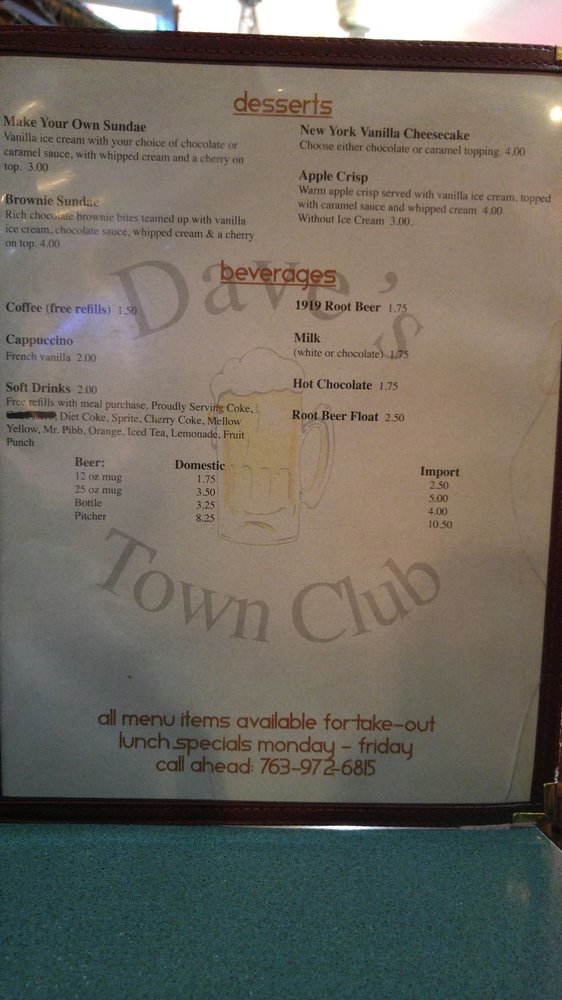 desserts
Make Your Own Sundae
Vanilla ice cream with your choice of chocolate or
caramel sauce, with whipped cream and a cherry on
top. 3.00
Brownie Sundae
Rich chocolate brownie bites teamed up with vanilla
ice cream, chocolate sauce, whipped cream & a cherry
on top. 4.00
New York Vanilla Cheesecake
Choose either chocolate or caramel topping. 4.00
Apple Crisp
Warm apple crisp served with vanilla ice cream, topped
with caramel sauce and whipped cream 4.00
Without Ice Cream 3.00.
beverages
Dave's
Coffee (free refills) 1.50
Cappuccino
French vanilla 2.00
Soft Drinks 2.00
Free refills with meal purchase. Proudly Serving Coke,
, Diet Coke, Sprite, Cherry Coke, Mellow
Yellow, Mr. Pibb, Orange, Iced Tea, Lemonade, Fruit
Punch
1919 Root Beer 1.75
Milk
(white or chocolate) 1.75
Hot Chocolate 1.75
Root Beer Float 2.50
Beer: Domestic Import
12 oz mug 1.75 2.50
25 oz mug 3.50 5.00
Bottle 3.25 4.00
Pitcher 8.25 10.50
Town Club
all menu items available for take-out
lunch specials monday - friday
call ahead: 763-972-6815